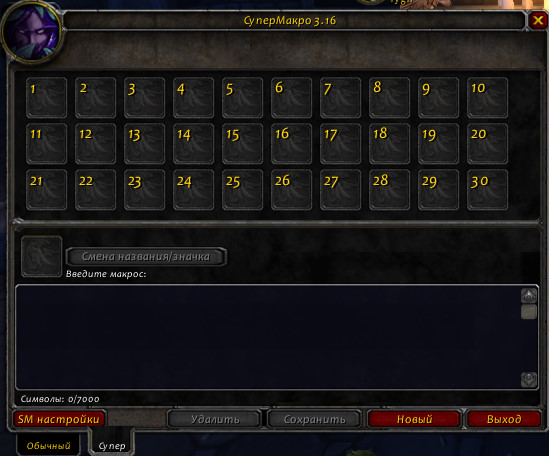 СуперМакро 3.16
1 2 3 4 5 6 7 8 9 10
11 12 13 14 15 16 17 18 19 20
21 22 23 24 25 26 27 28 29 30
Смена названия/значка
Введите макрос:
Символы: 0/7000
SM настройки Удалить Сохранить Новый Выход
Обычный Супер